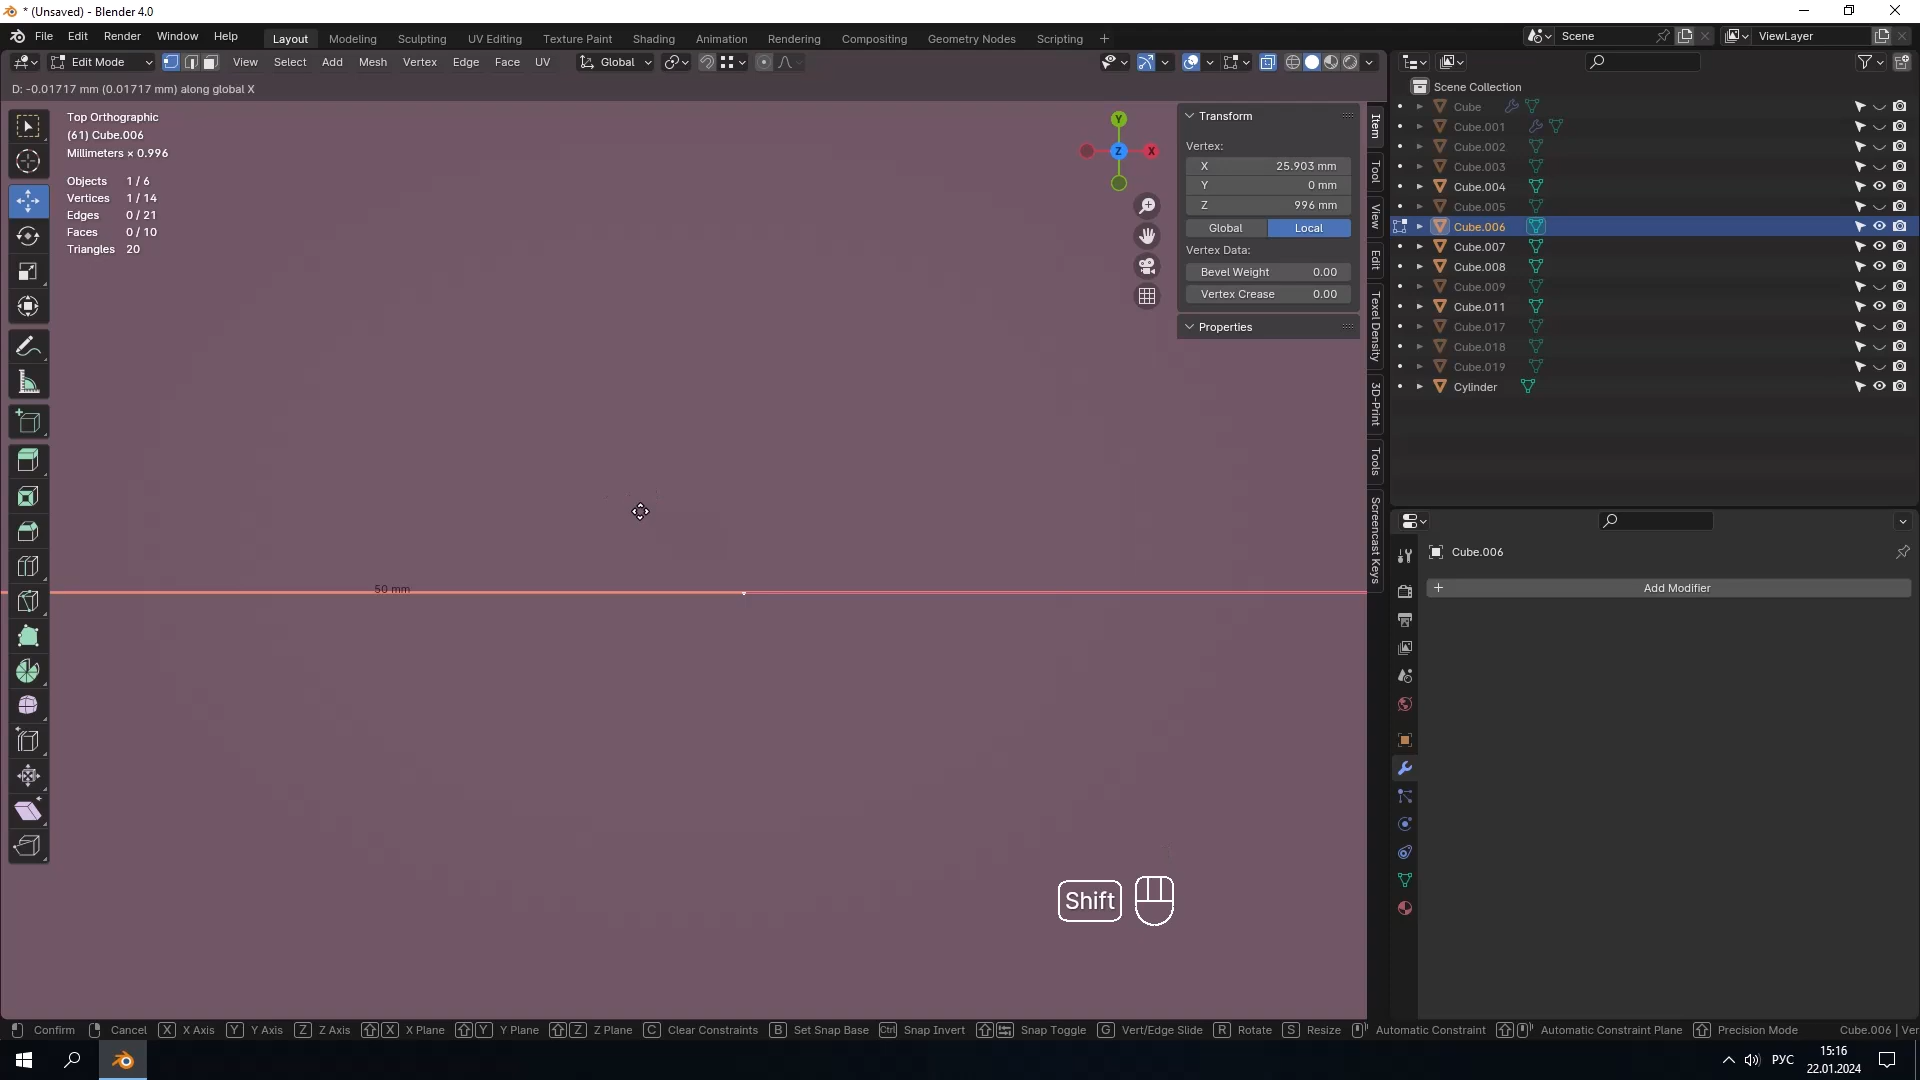 * (Unsaved) - Blender 4.0
File Edit Render Window Help
Layout Modeling Sculpting UV Editing Texture Paint Shading Animation Rendering Compositing Geometry Nodes Scripting +
Scene
ViewLayer
Edit Mode
View Select Add Mesh Vertex Edge Face UV
Global
D: -0.01717 mm (0.01717 mm) along global X
Top Orthographic
(61) Cube.006
Millimeters × 0.996
Objects 1 / 6
Vertices 1 / 14
Edges 0 / 21
Faces 0 / 10
Triangles 20
Y
Z
X
50 mm
Transform
Vertex:
X 25.903 mm
Y 0 mm
Z 996 mm
Global Local
Vertex Data:
Bevel Weight 0.00
Vertex Crease 0.00
Properties
Item
Tool
View
Edit
Texel Density
3D-Print
Tools
Screencast Keys
Shift
Scene Collection
Cube
Cube.001
Cube.002
Cube.003
Cube.004
Cube.005
Cube.006
Cube.007
Cube.008
Cube.009
Cube.011
Cube.017
Cube.018
Cube.019
Cylinder
Cube.006
+ Add Modifier
Confirm Cancel X X Axis Y Y Axis Z Z Axis X X Plane Y Y Plane Z Z Plane C Clear Constraints B Set Snap Base Ctrl Snap Invert Snap Toggle G Vert/Edge Slide R Rotate S Resize Automatic Constraint Automatic Constraint Plane Precision Mode Cube.006 | Ver
РУС
15:16
22.01.2024